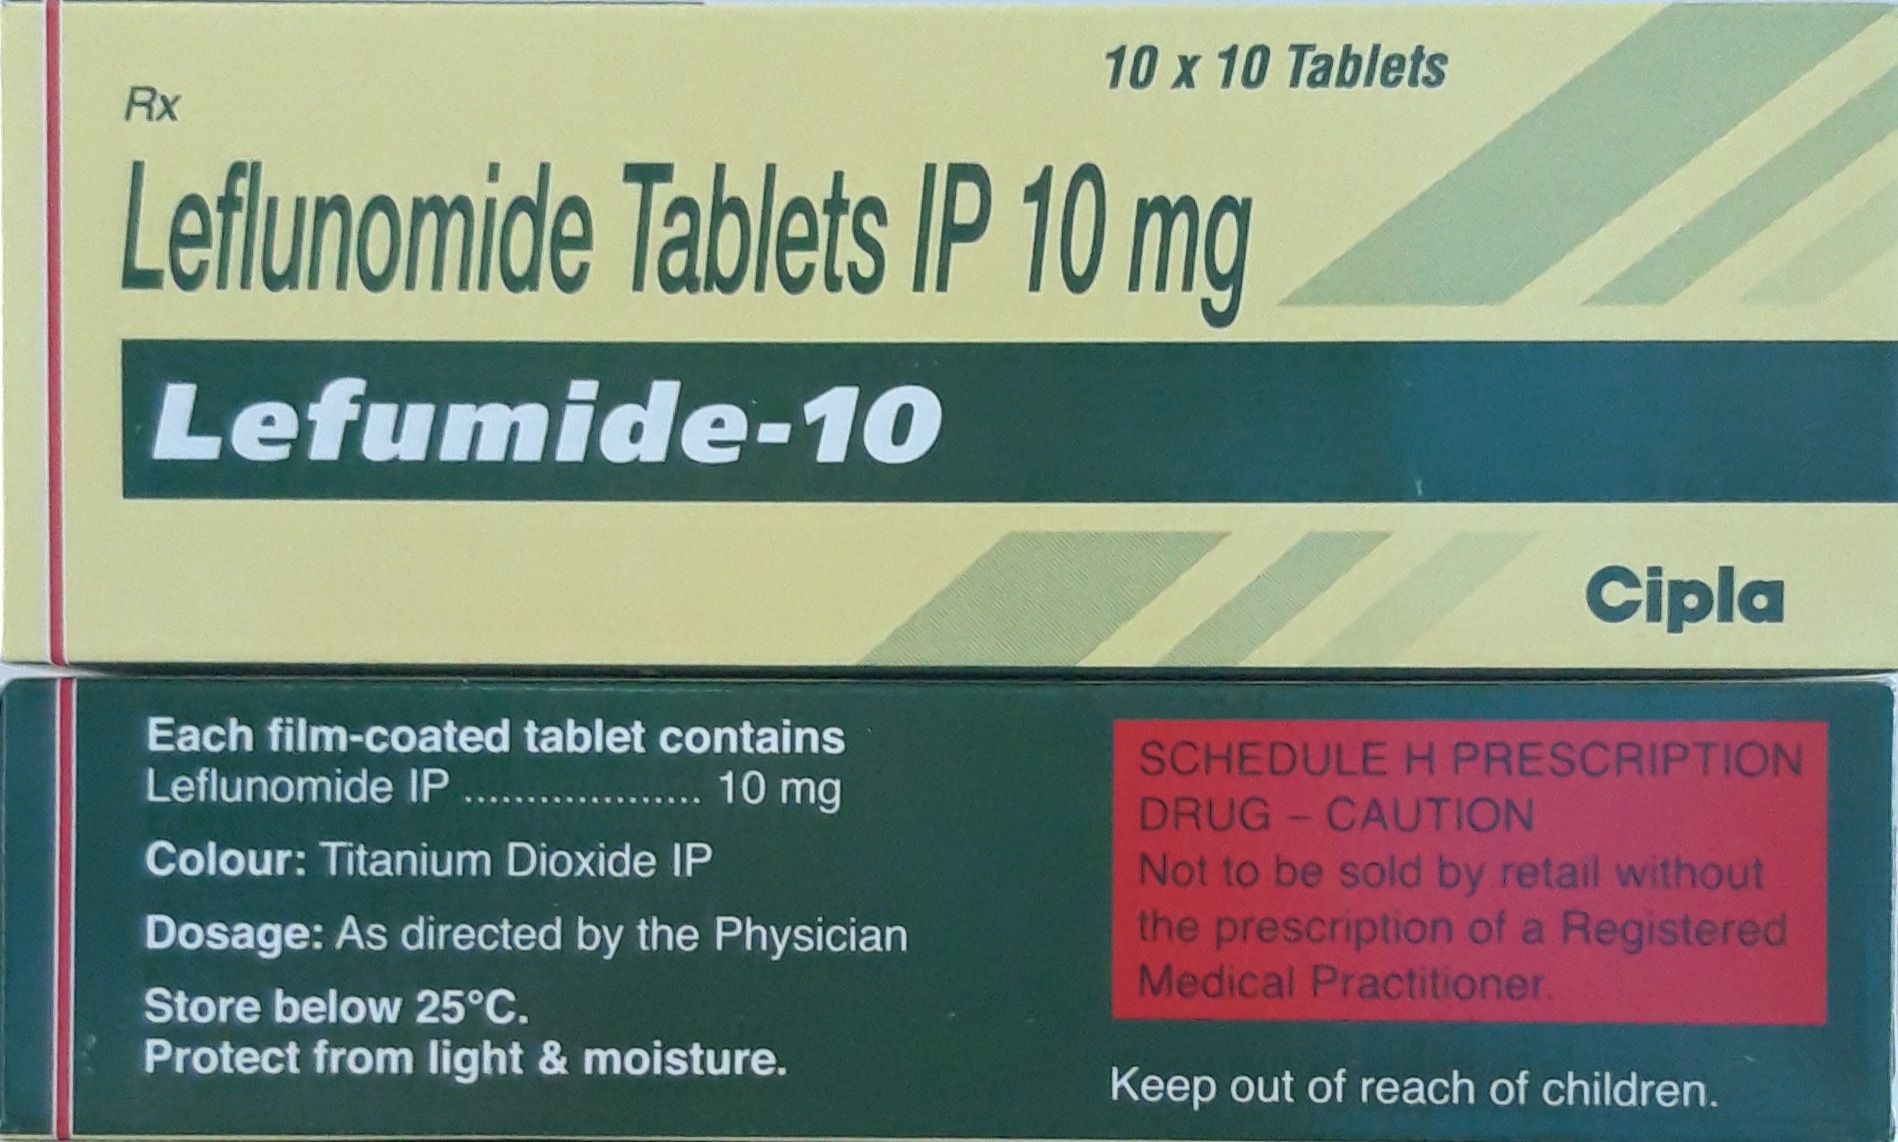 10 x 10 Tablets
Rx
Leflunomide Tablets IP 10 mg
Lefumide-10
Cipla
Each film-coated tablet contains
Leflunomide IP ................... 10 mg
Colour: Titanium Dioxide IP
Dosage: As directed by the Physician
Store below 25°C.
Protect from light & moisture.
SCHEDULE H PRESCRIPTION
DRUG – CAUTION
Not to be sold by retail without
the prescription of a Registered
Medical Practitioner.
Keep out of reach of children.